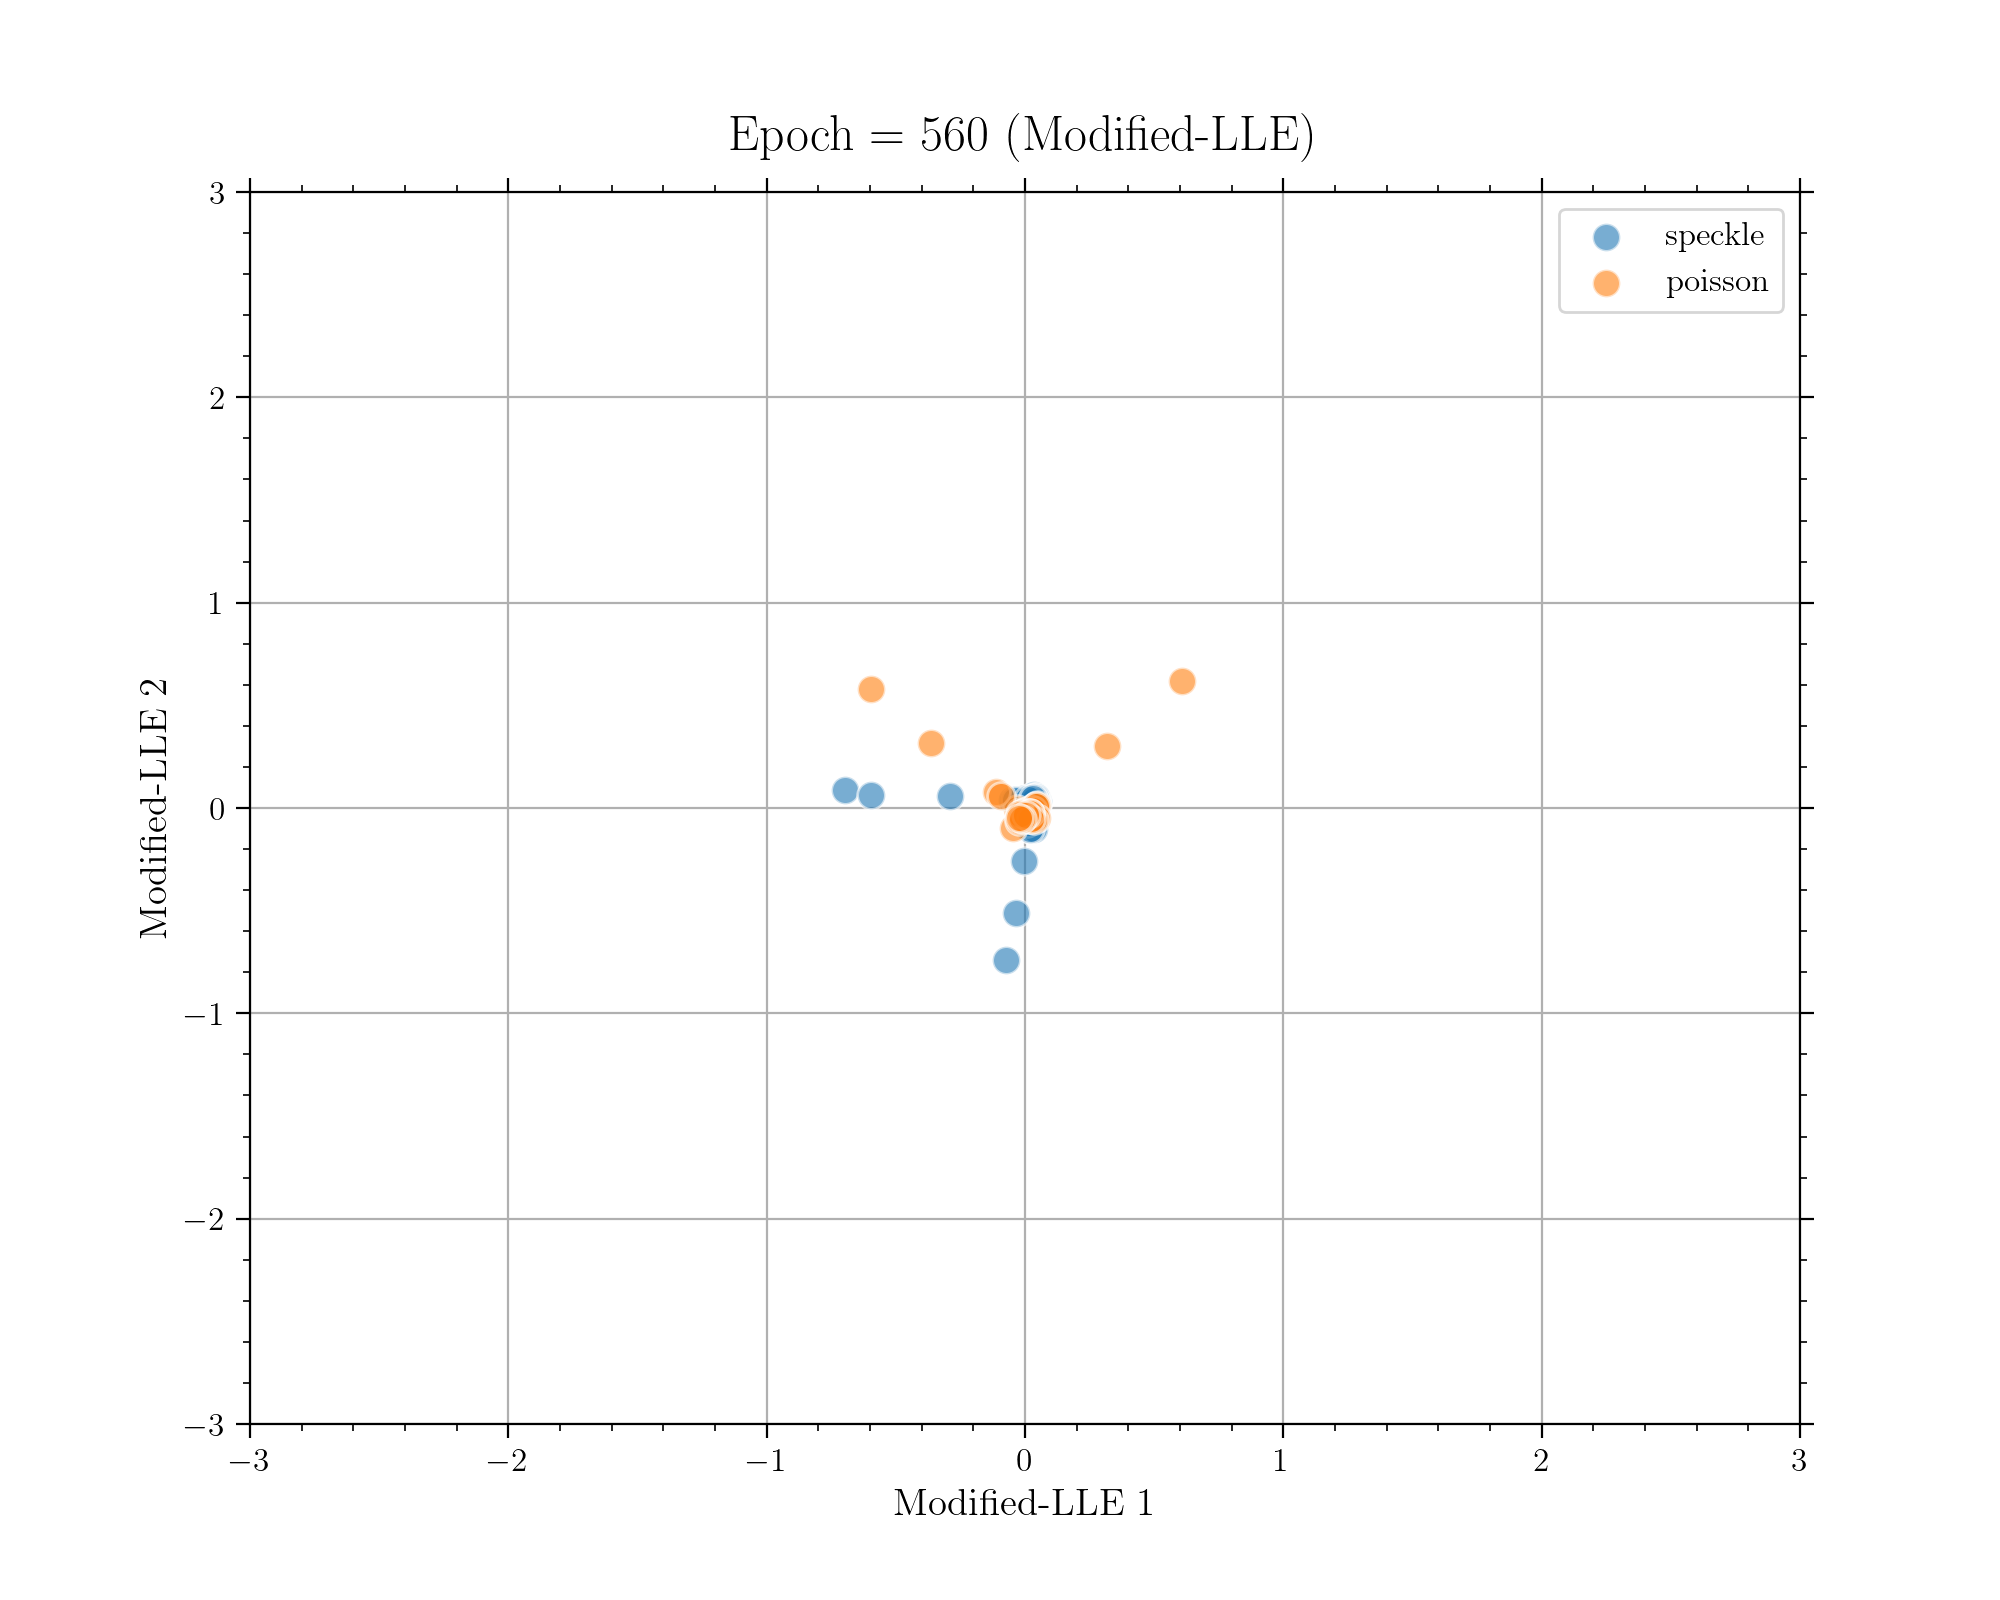 Epoch = 560 (Modified-LLE)
speckle
poisson
3
2
1
0
−1
−2
−3
Modified-LLE 2
−3 −2 −1 0 1 2 3
Modified-LLE 1